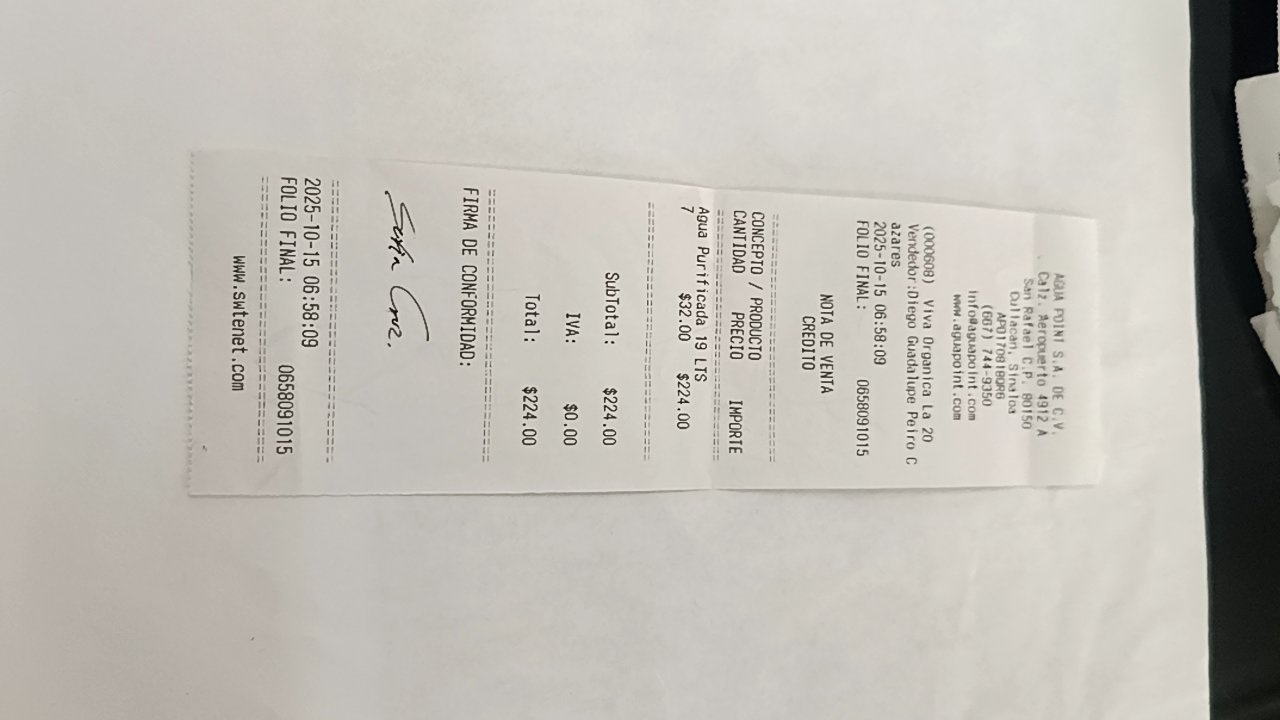 AGUA POINT S.A. DE C.V.
Calz. Aeropuerto 4912 A
San Rafael C.P. 80150
Culiacan, Sinaloa
(667) 744-9350
info@aguapoint.com
www.aguapoint.com
(000608) Viva Organica La 20
Vendedor:Diego Guadalupe Peiro C
azares
2025-10-15 06:58:09
FOLIO FINAL: 0658091015
NOTA DE VENTA
CREDITO
CONCEPTO / PRODUCTO
CANTIDAD PRECIO IMPORTE
Agua Purificada 19 LTS
7 $32.00 $224.00
SubTotal: $224.00
IVA: $0.00
Total: $224.00
FIRMA DE CONFORMIDAD:
Cruz.
2025-10-15 06:58:09
FOLIO FINAL: 0658091015
www.swtenet.com